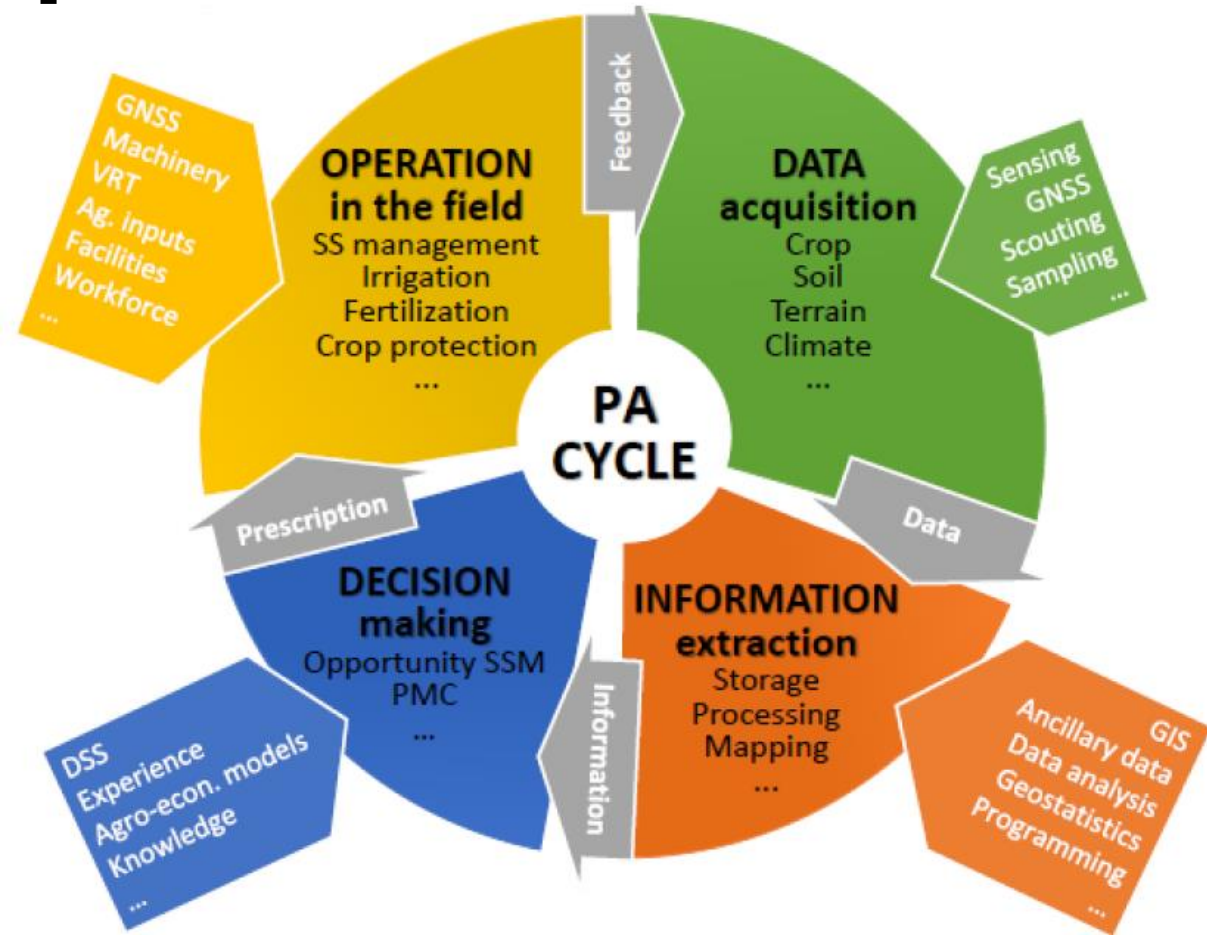 GNSS
Machinery
VRT
Ag. inputs
Facilities
Workforce
...
OPERATION
in the field
SS management
Irrigation
Fertilization
Crop protection
...
Feedback
DATA
acquisition
Crop
Soil
Terrain
Climate
...
Sensing
GNSS
Scouting
Sampling
...
PA
CYCLE
Prescription
Data
DECISION
making
Opportunity SSM
PMC
...
Information
INFORMATION
extraction
Storage
Processing
Mapping
...
DSS
Experience
Agro-econ. models
Knowledge
...
GIS
Ancillary data
Data analysis
Geostatistics
Programming
...